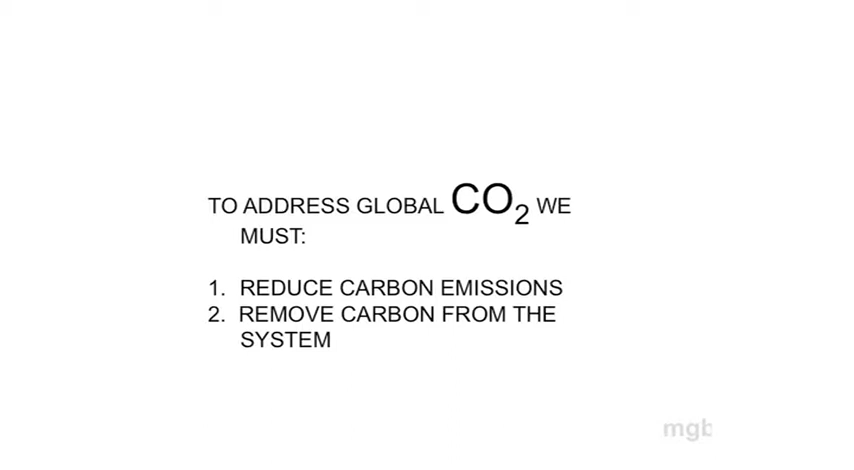 TO ADDRESS GLOBAL CO₂ WE
MUST:
1. REDUCE CARBON EMISSIONS
2. REMOVE CARBON FROM THE
SYSTEM
mgb